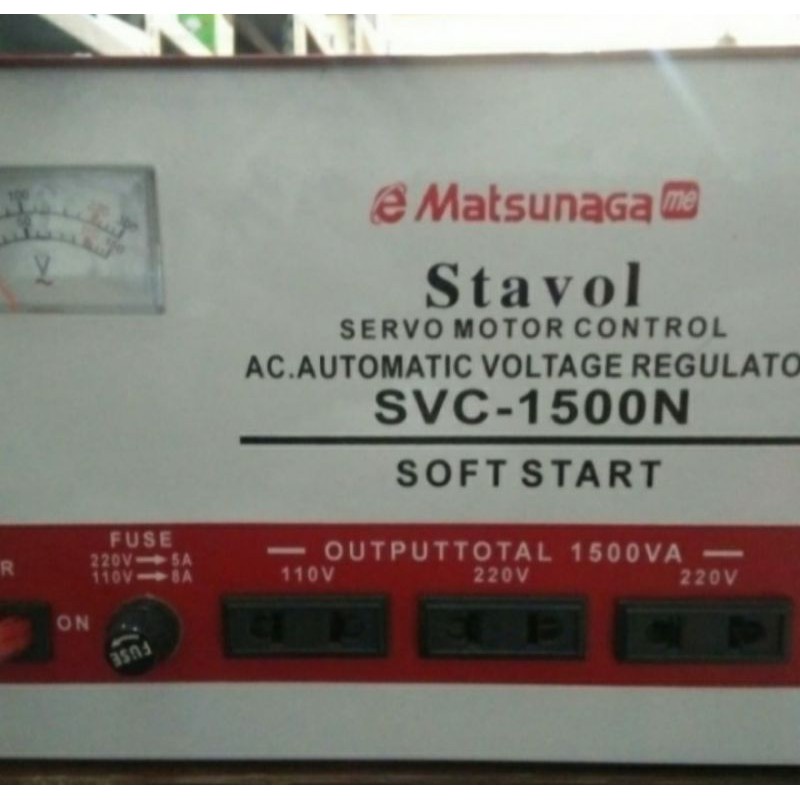 e Matsunaga me
Stavol
SERVO MOTOR CONTROL
AC.AUTOMATIC VOLTAGE REGULATO
SVC-1500N
SOFT START
FUSE
220V→5A
110V→8A
OUTPUTTOTAL 1500VA
110V
220V
220V
R
ON
FUSE
V